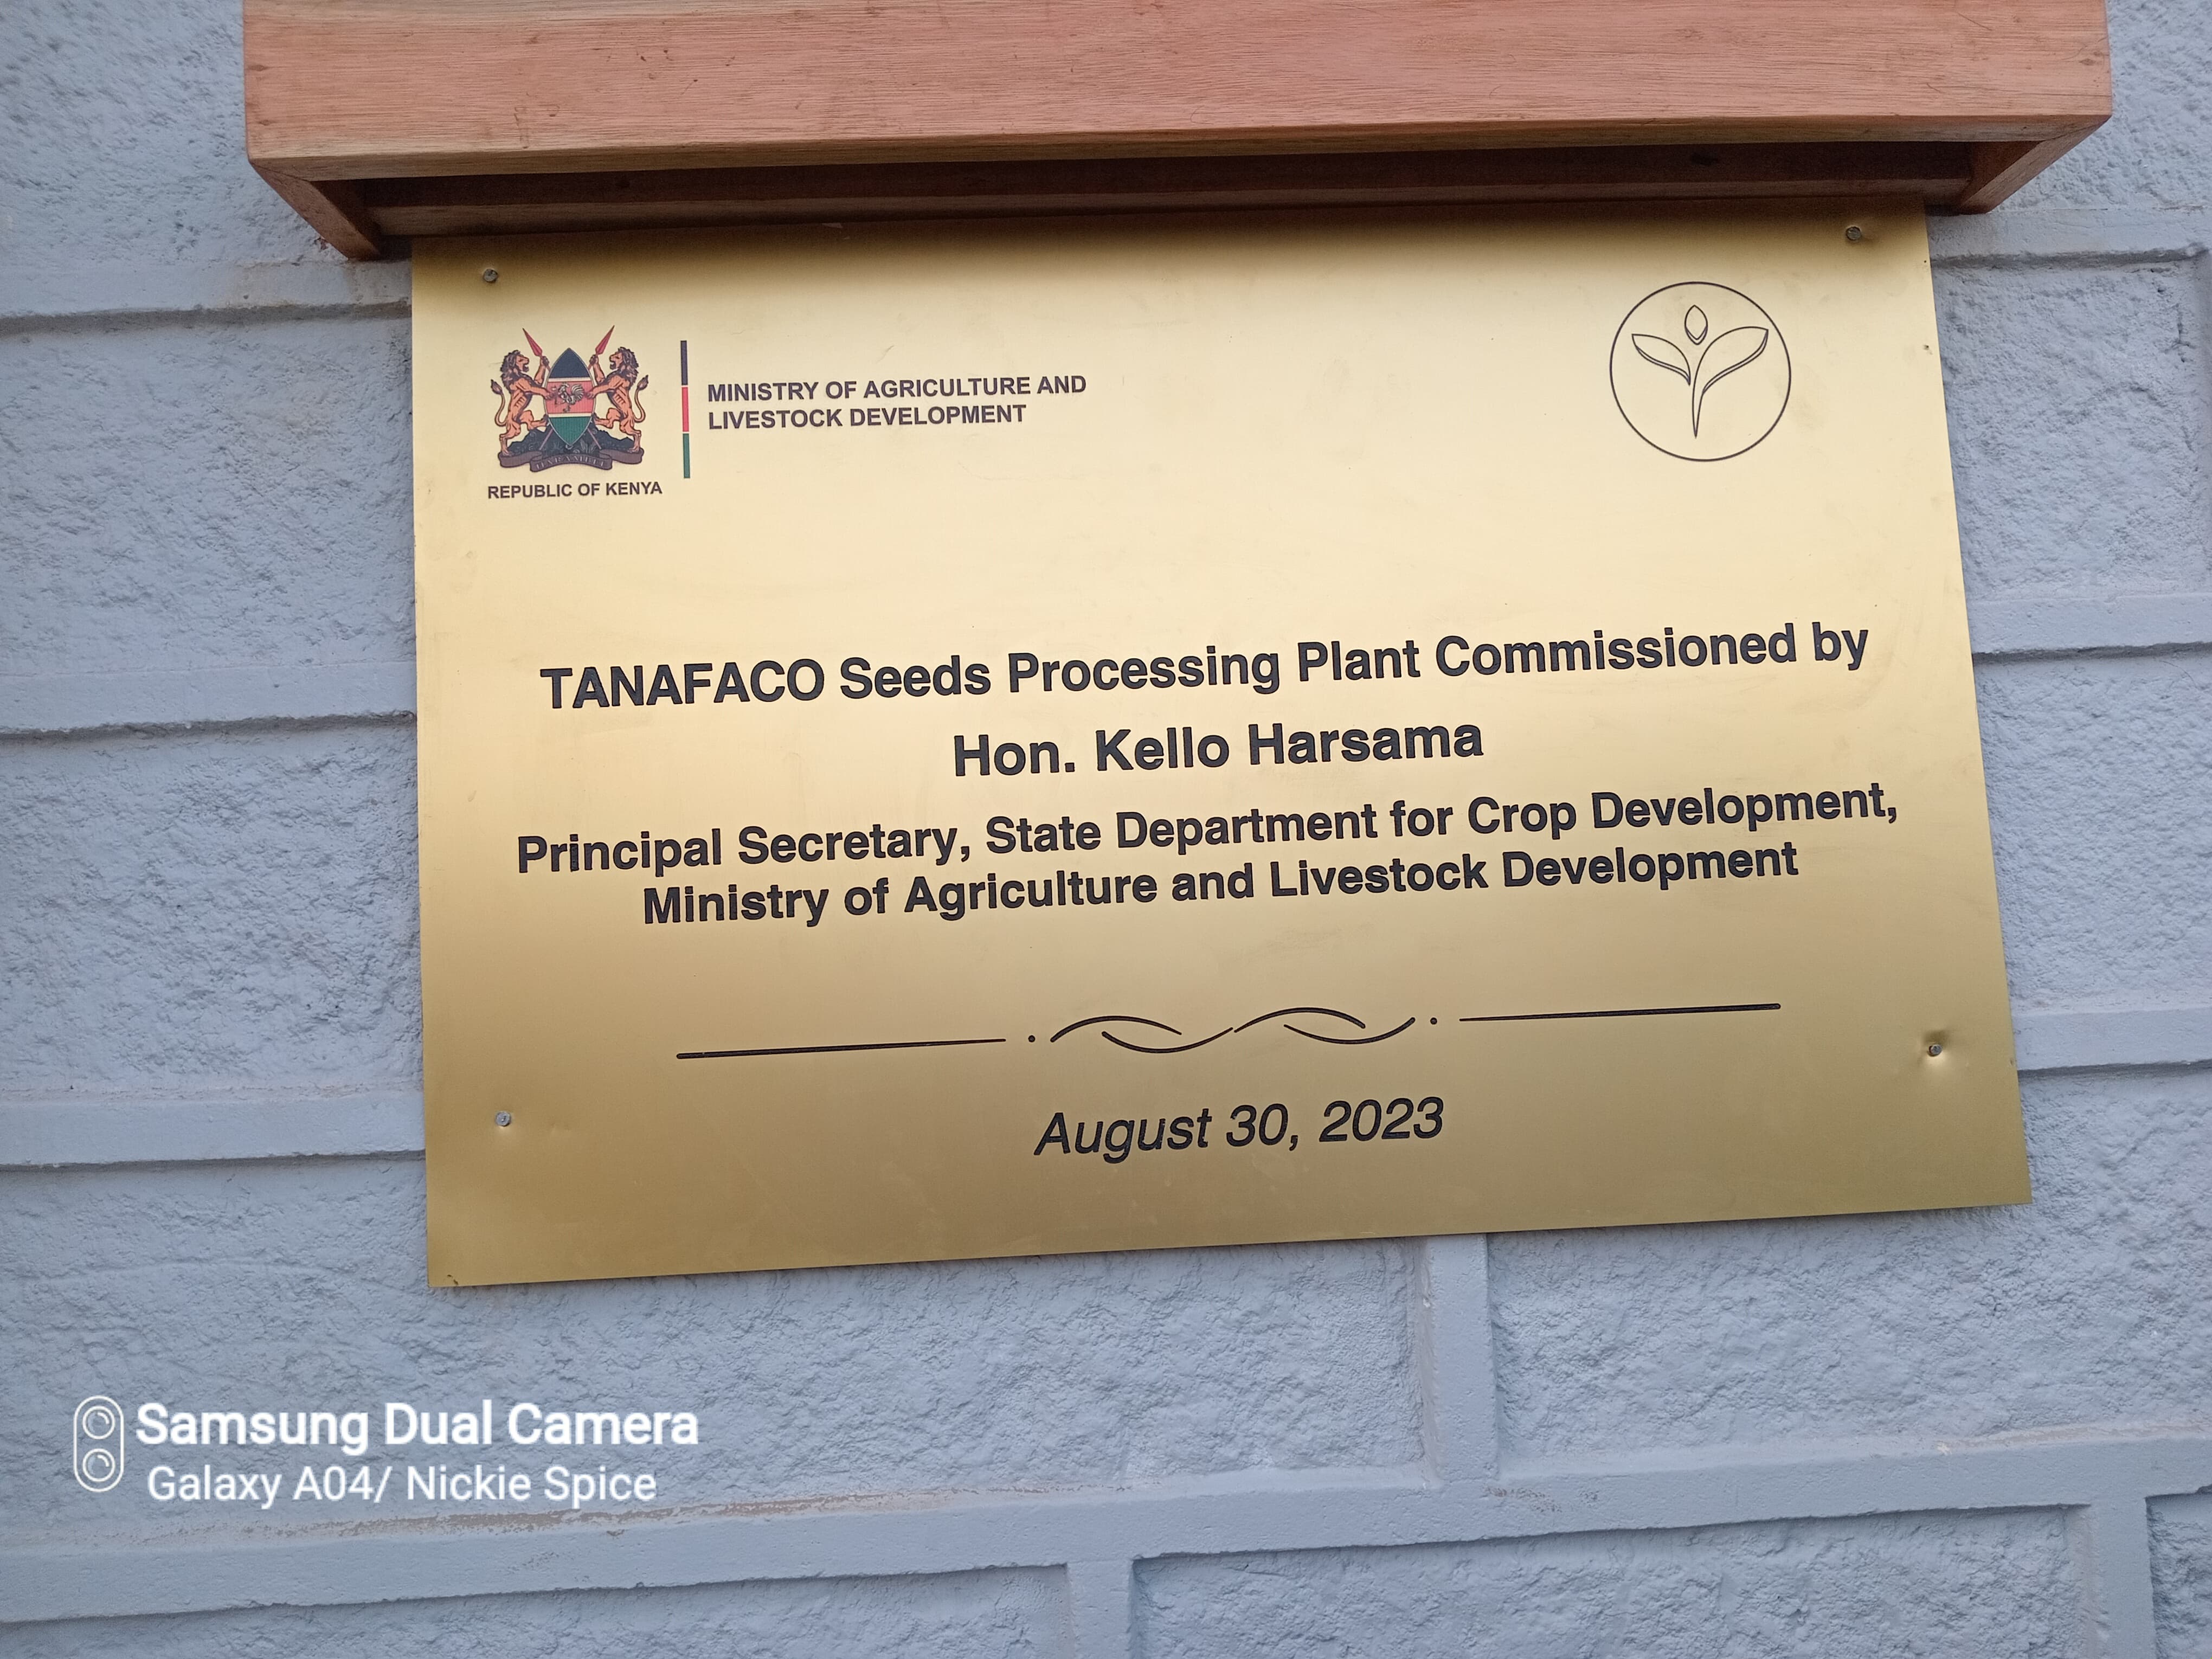 MINISTRY OF AGRICULTURE AND
LIVESTOCK DEVELOPMENT
REPUBLIC OF KENYA
TANAFACO Seeds Processing Plant Commissioned by
Hon. Kello Harsama
Principal Secretary, State Department for Crop Development,
Ministry of Agriculture and Livestock Development
August 30, 2023
Samsung Dual Camera
Galaxy A04/ Nickie Spice